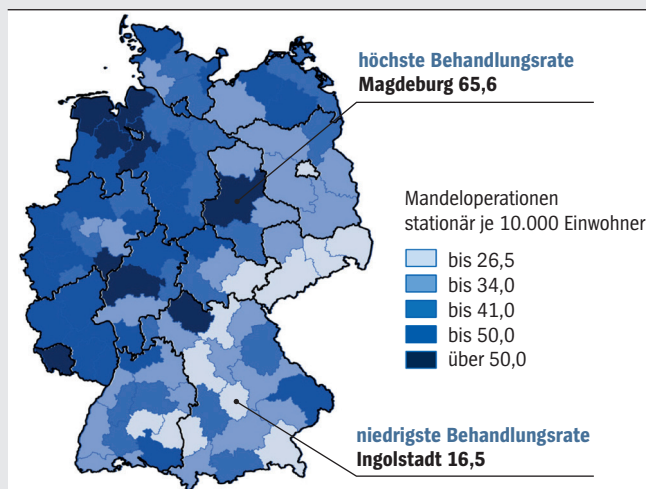 höchste Behandlungsrate
Magdeburg 65,6
Mandeloperationen
stationär je 10.000 Einwohner
bis 26,5
bis 34,0
bis 41,0
bis 50,0
über 50,0
niedrigste Behandlungsrate
Ingolstadt 16,5